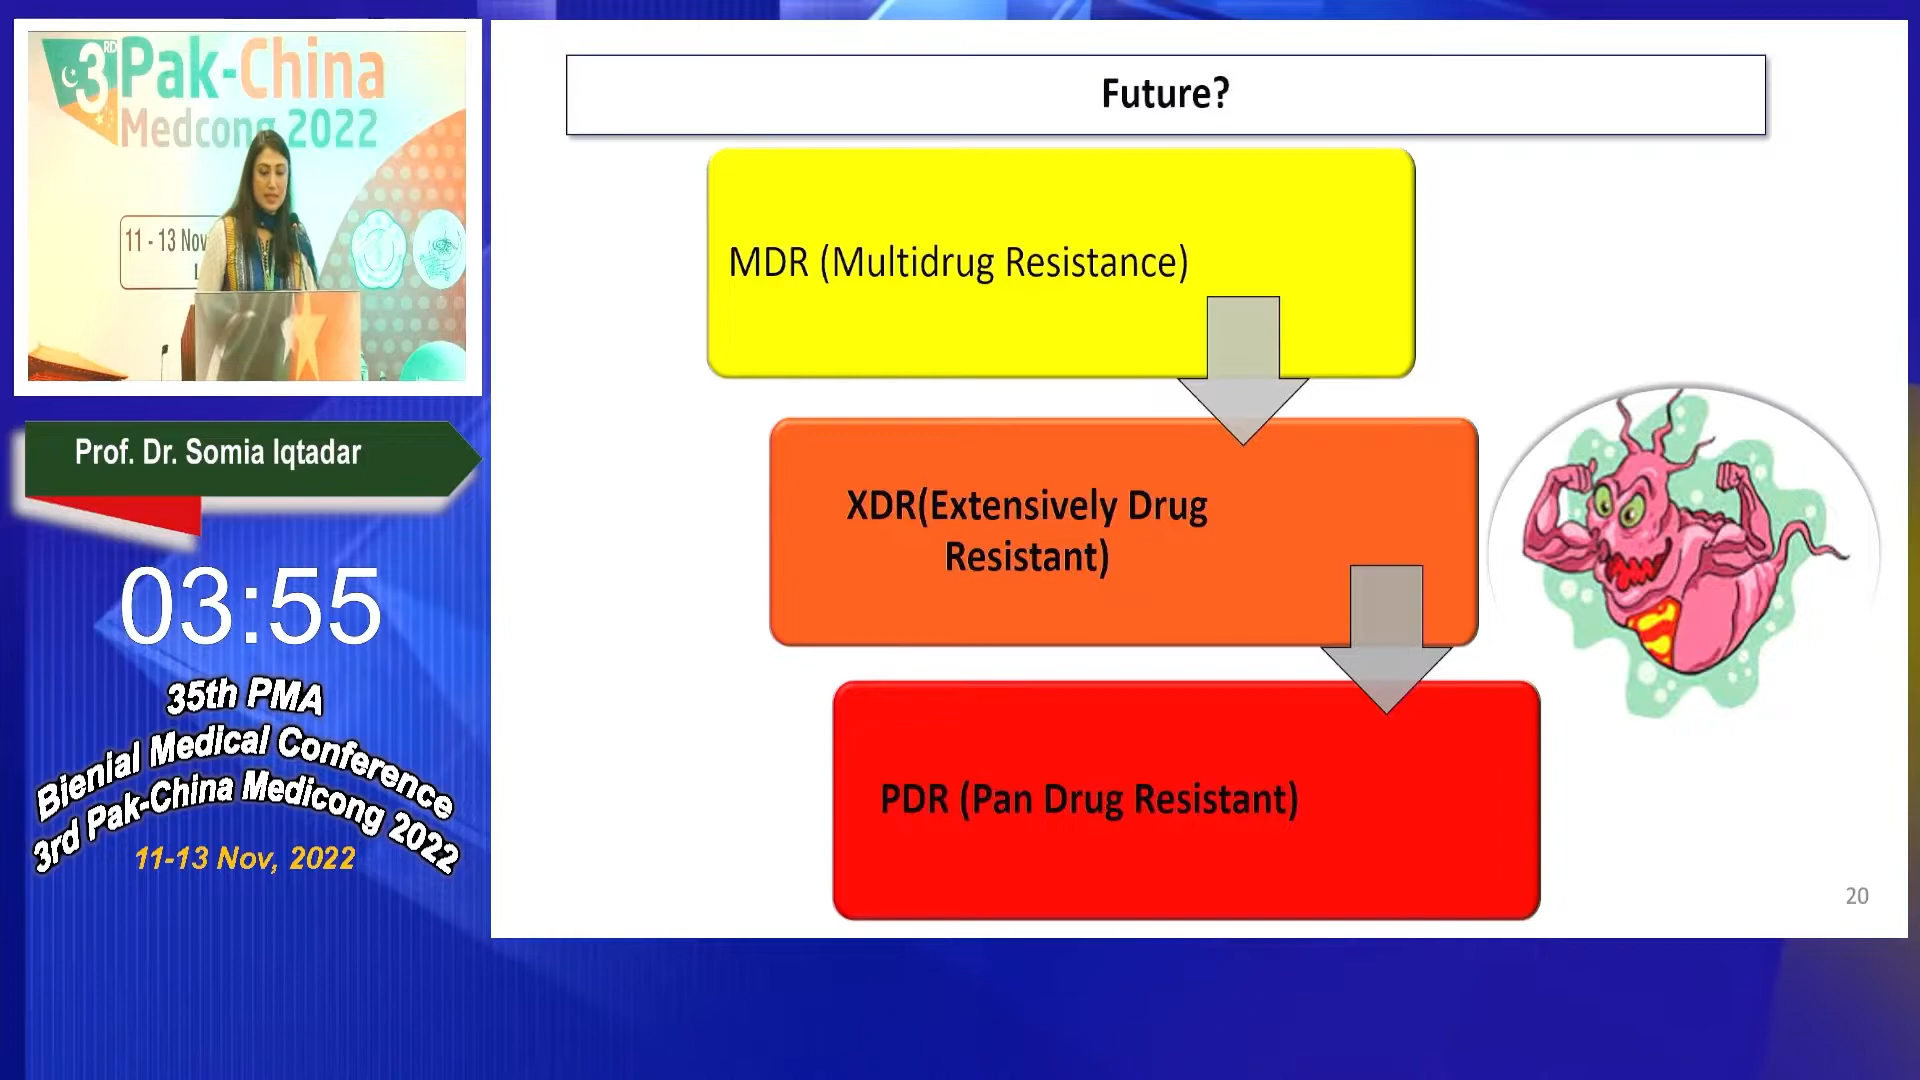 3RD Pak-China
Medcong 2022
11 - 13 Nov
L
Prof. Dr. Somia Iqtadar
03:55
35th PMA
Bienial Medical Conference
3rd Pak-China Medicong 2022
11-13 Nov, 2022
Future?
MDR (Multidrug Resistance)
XDR(Extensively Drug
Resistant)
PDR (Pan Drug Resistant)
20